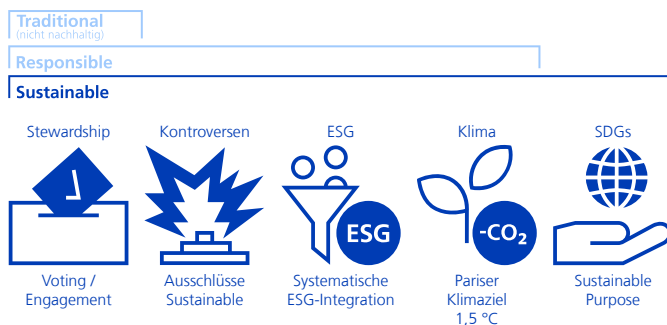 Traditional
(nicht nachhaltig)
Responsible
Sustainable
Stewardship
Kontroversen
ESG
Klima
SDGs
ESG
-CO₂
Voting /
Engagement
Ausschlüsse
Sustainable
Systematische
ESG-Integration
Pariser
Klimaziel
1,5 °C
Sustainable
Purpose